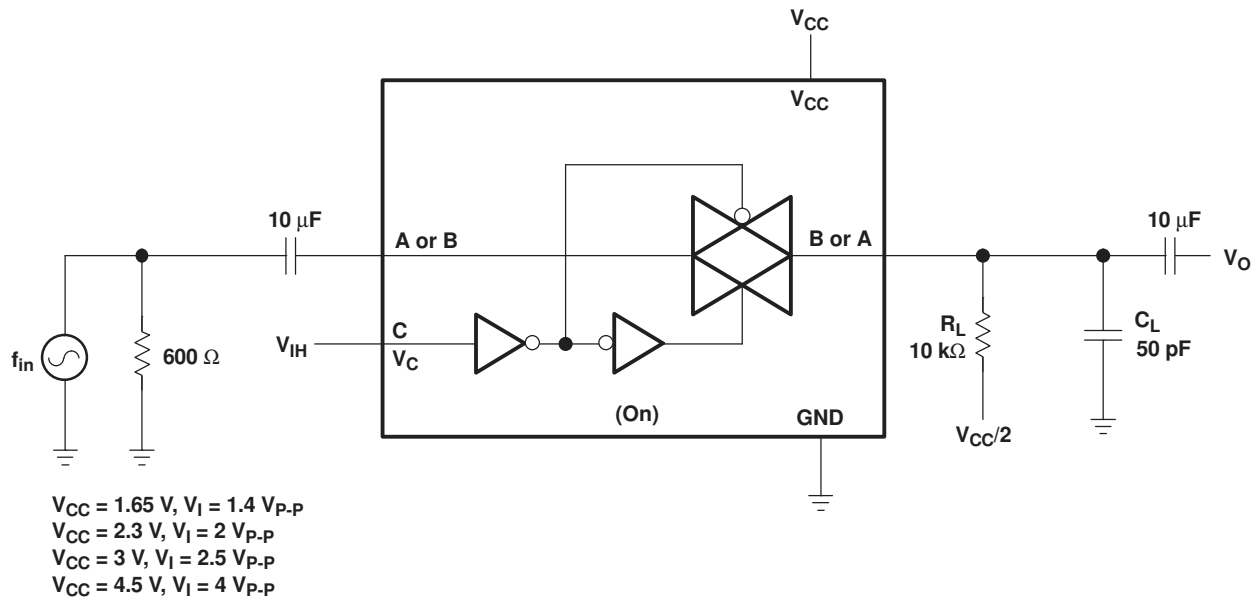 VCC
VCC
10 μF
A or B
B or A
10 μF
VO
fin
600 Ω
VIH
C
VC
RL
10 kΩ
CL
50 pF
(On)
GND
VCC/2
VCC = 1.65 V, VI = 1.4 VP-P
VCC = 2.3 V, VI = 2 VP-P
VCC = 3 V, VI = 2.5 VP-P
VCC = 4.5 V, VI = 4 VP-P